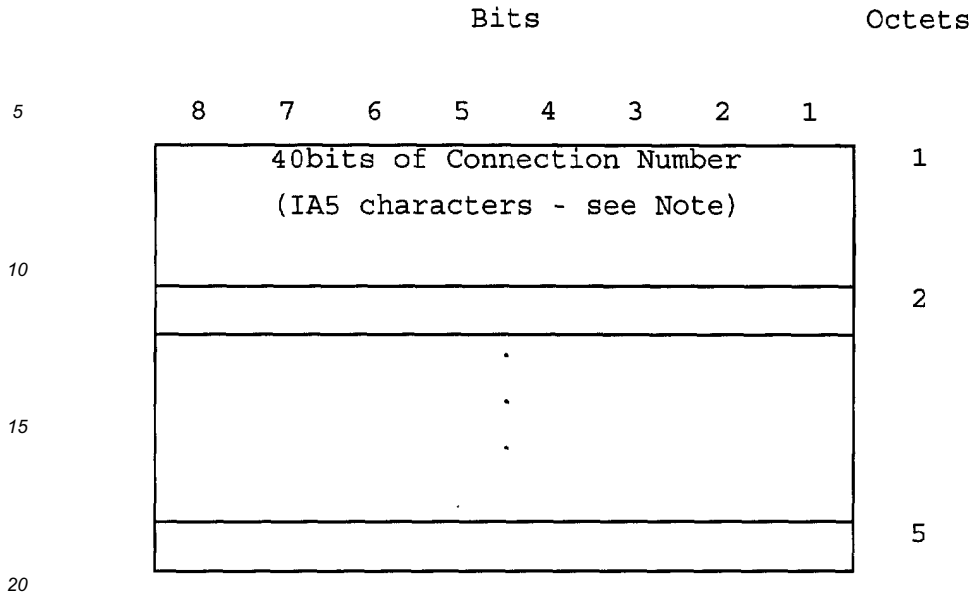 Bits Octets
5 8 7 6 5 4 3 2 1
40bits of Connection Number 1
(IA5 characters - see Note)
10
2
.
.
15
.
5
20